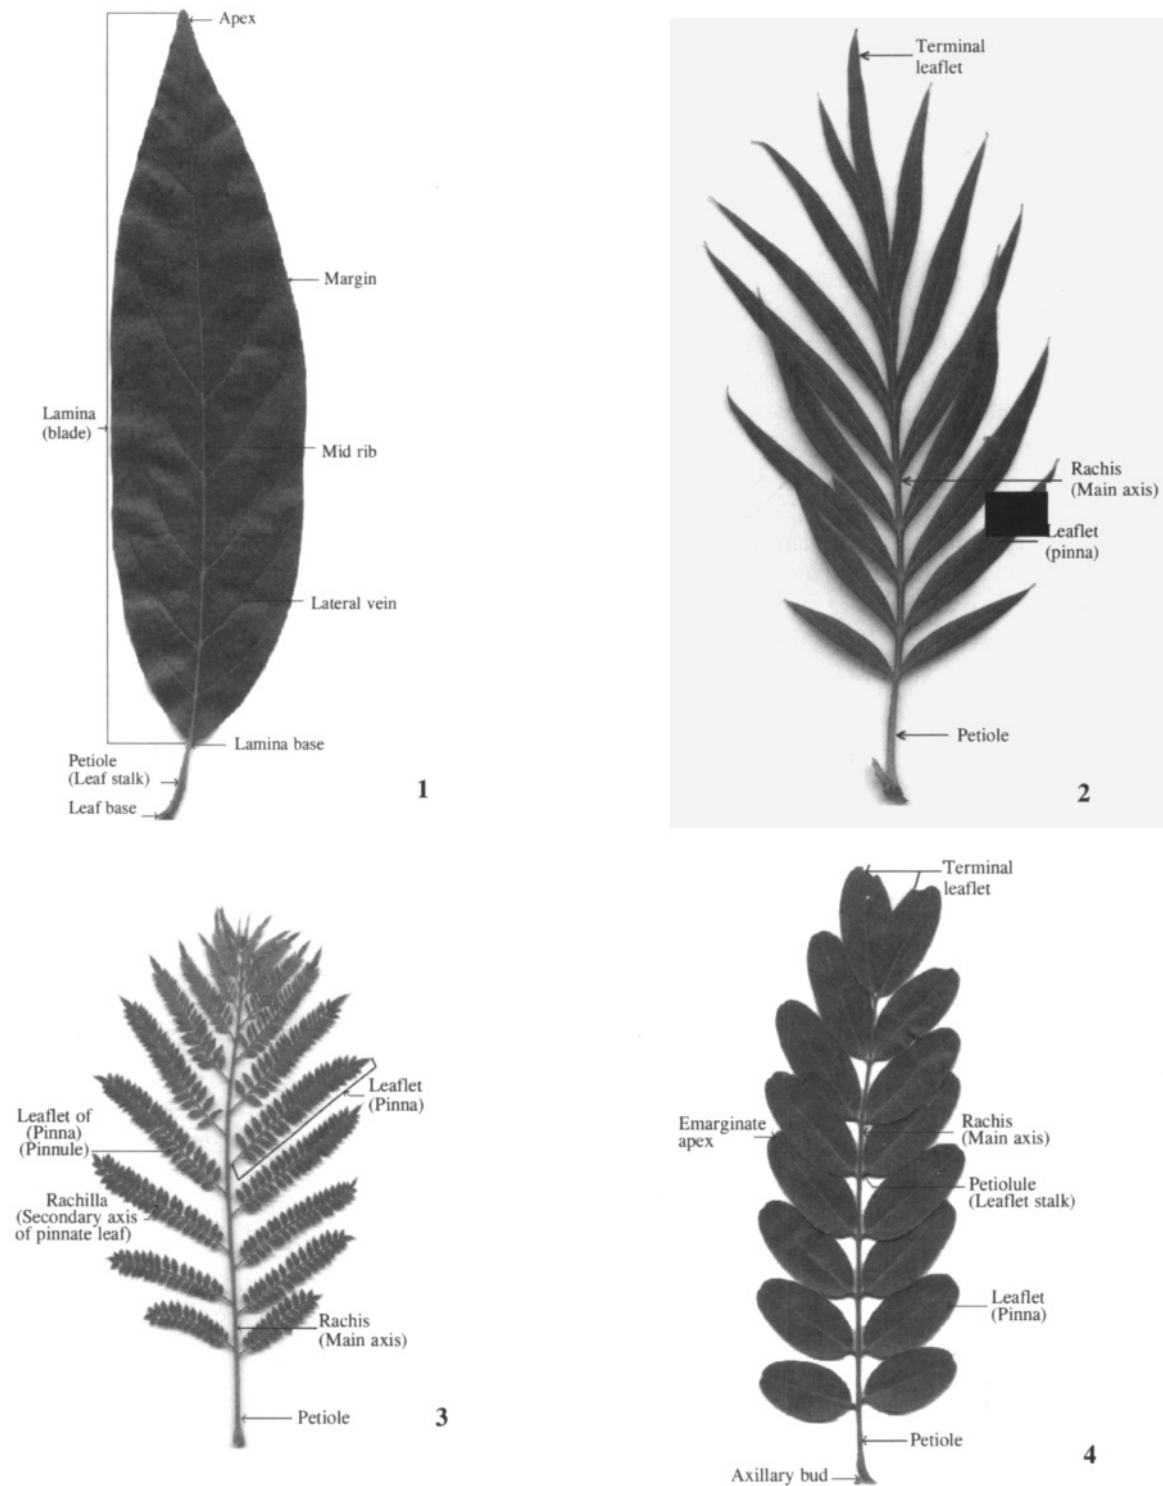 Apex
Margin
Lamina
(blade)
Mid rib
Lateral vein
Lamina base
Petiole
(Leaf stalk)
Leaf base
1
Terminal
leaflet
Rachis
(Main axis)
Leaflet
(pinna)
Petiole
2
Leaflet
(Pinna)
Leaflet of
(Pinna)
(Pinnule)
Rachilla
(Secondary axis
of pinnate leaf)
Rachis
(Main axis)
Petiole
3
Terminal
leaflet
Emarginate
apex
Rachis
(Main axis)
Petiolule
(Leaflet stalk)
Leaflet
(Pinna)
Petiole
Axillary bud
4